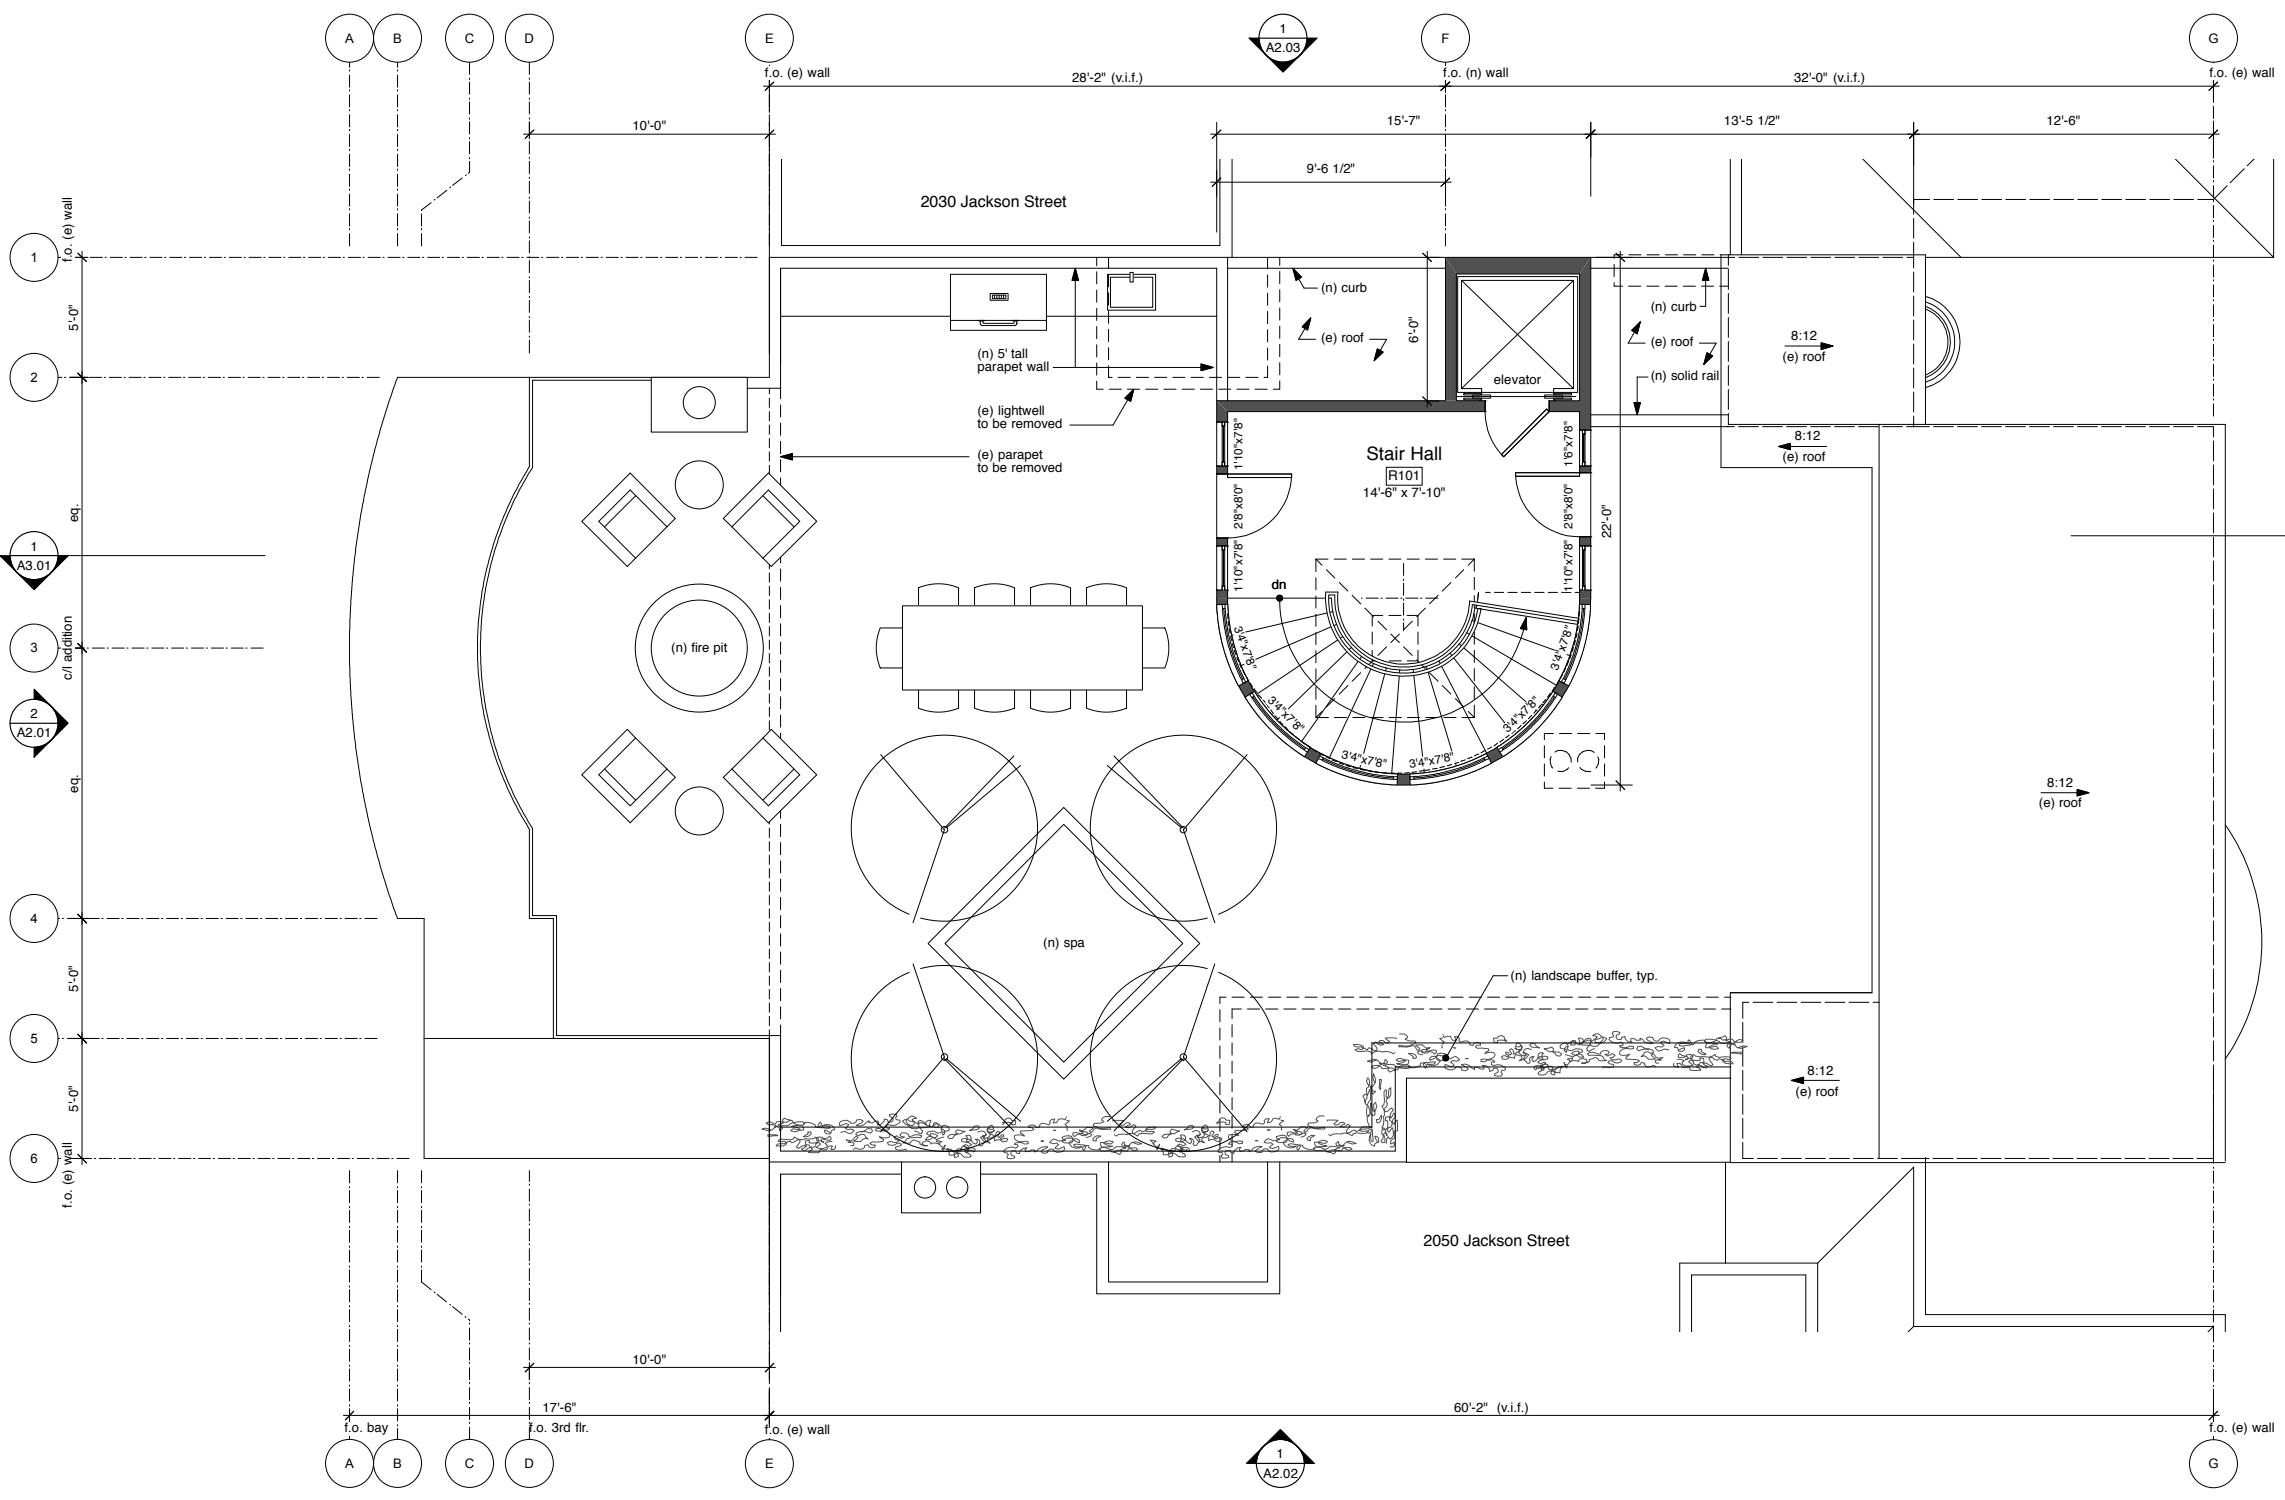 A B C D E 1 F G
A2.03
f.o. (e) wall f.o. (n) wall f.o. (e) wall
28'-2" (v.i.f.) 32'-0" (v.i.f.)
10'-0" 15'-7" 13'-5 1/2" 12'-6"
9'-6 1/2"
2030 Jackson Street
f.o. (e) wall
1
5'-0"
2
eq.
1
A3.01
3
c/l addition
2
A2.01
eq.
4
5'-0"
5
5'-0"
6
f.o. (e) wall
(n) curb
(e) roof
6'-0"
elevator
(n) curb
(e) roof
(n) solid rail
8:12
(e) roof
8:12
(e) roof
(n) 5' tall
parapet wall
(e) lightwell
to be removed
(e) parapet
to be removed
Stair Hall
R101
14'-6" x 7'-10"
1'10"x7'8"
2'8"x8'0"
1'10"x7'8"
1'6"x7'8"
2'8"x8'0"
1'10"x7'8"
22'-0"
dn
3'4"x7'8"
3'4"x7'8"
3'4"x7'8"
3'4"x7'8"
3'4"x7'8"
3'4"x7'8"
(n) fire pit
8:12
(e) roof
(n) spa
(n) landscape buffer, typ.
8:12
(e) roof
2050 Jackson Street
10'-0"
17'-6" 60'-2" (v.i.f.)
f.o. bay f.o. 3rd flr. f.o. (e) wall f.o. (e) wall
A B C D E 1 G
A2.02